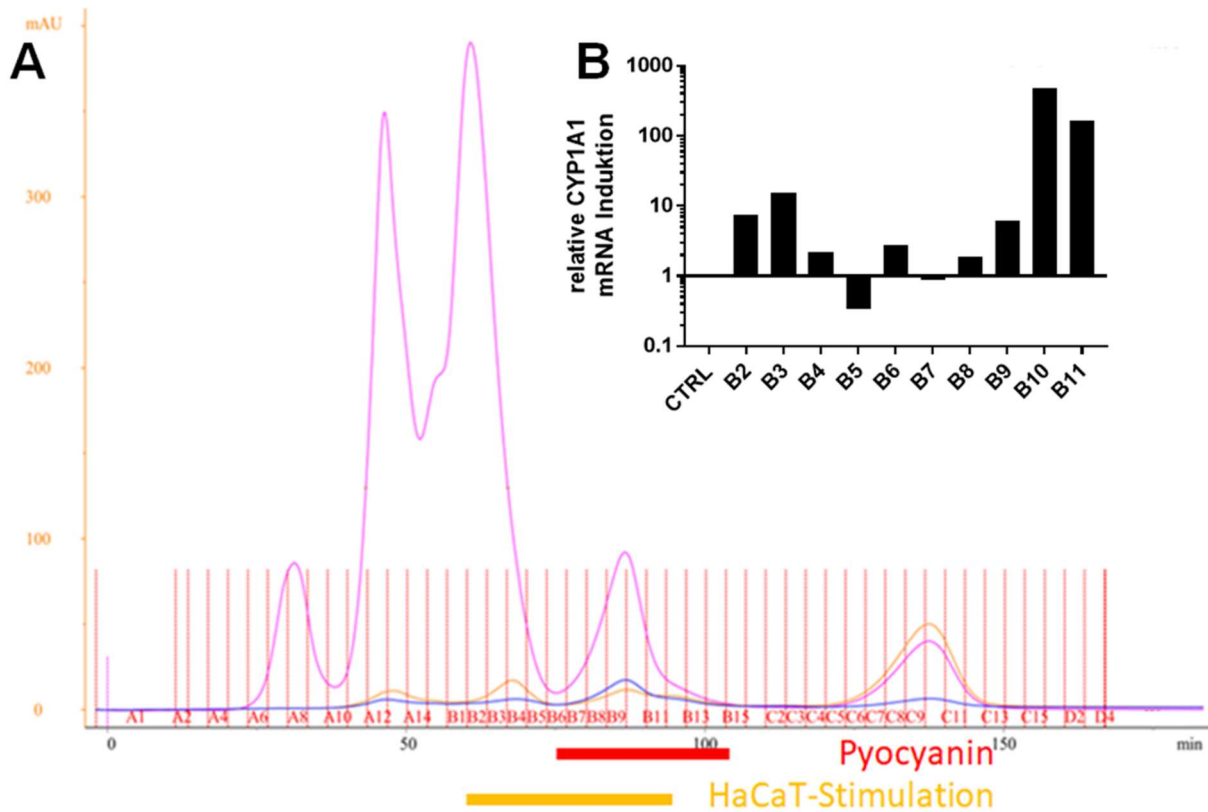 A
mAU
300
200
100
0
A1 A2 A4 A6 A8 A10 A12 A14 B1 B2 B3 B4 B5 B6 B7 B8 B9 B11 B13 B15 C2 C3 C4 C5 C6 C7 C8 C9 C11 C13 C15 D2 D4
0 50 100 150 min
Pyocyanin
HaCaT-Stimulation
B
relative CYP1A1
mRNA Induktion
1000
100
10
1
0.1
CTRL B2 B3 B4 B5 B6 B7 B8 B9 B10 B11